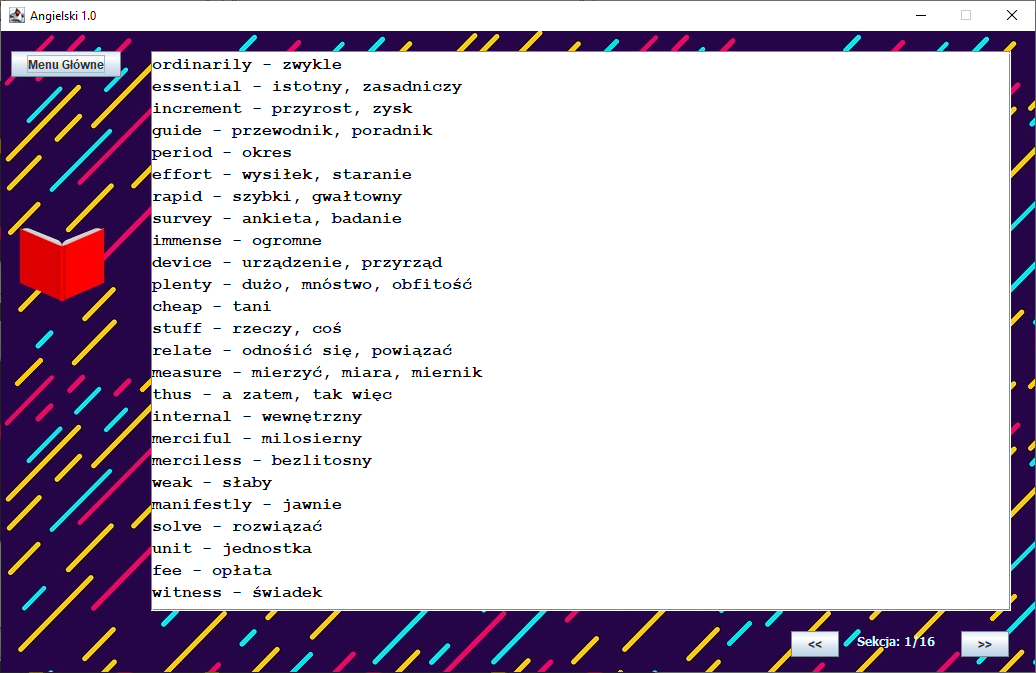 Angielski 1.0
Menu Główne
ordinarily - zwykle
essential - istotny, zasadniczy
increment - przyrost, zysk
guide - przewodnik, poradnik
period - okres
effort - wysiłek, staranie
rapid - szybki, gwałtowny
survey - ankieta, badanie
immense - ogromne
device - urządzenie, przyrząd
plenty - dużo, mnóstwo, obfitość
cheap - tani
stuff - rzeczy, coś
relate - odnośić się, powiązać
measure - mierzyć, miara, miernik
thus - a zatem, tak więc
internal - wewnętrzny
merciful - milosierny
merciless - bezlitosny
weak - słaby
manifestly - jawnie
solve - rozwiązać
unit - jednostka
fee - opłata
witness - świadek
<< Sekcja: 1/16 >>